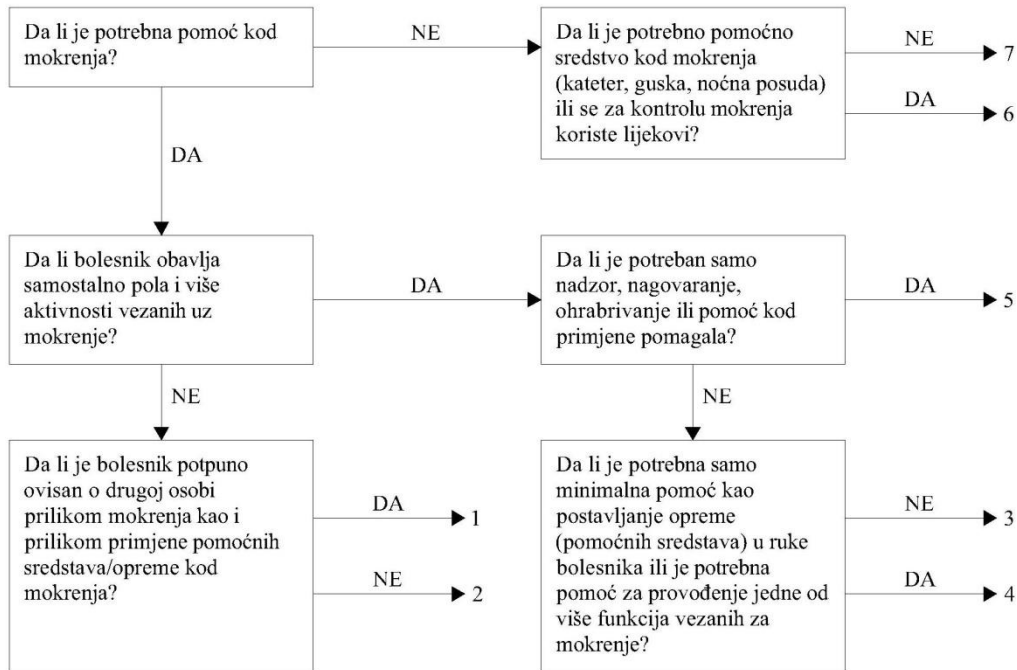 Da li je potrebna pomoć kod
mokrenja?
NE
Da li je potrebno pomoćno
sredstvo kod mokrenja
(kateter, guska, noćna posuda)
ili se za kontrolu mokrenja
koriste lijekovi?
NE
7
DA
6
DA
Da li bolesnik obavlja
samostalno pola i više
aktivnosti vezanih uz
mokrenje?
DA
Da li je potreban samo
nadzor, nagovaranje,
ohrabrivanje ili pomoć kod
primjene pomagala?
DA
5
NE
NE
Da li je bolesnik potpuno
ovisan o drugoj osobi
prilikom mokrenja kao i
prilikom primjene pomoćnih
sredstava/opreme kod
mokrenja?
DA
1
NE
2
Da li je potrebna samo
minimalna pomoć kao
postavljanje opreme
(pomoćnih sredstava) u ruke
bolesnika ili je potrebna
pomoć za provođenje jedne od
više funkcija vezanih za
mokrenje?
NE
3
DA
4